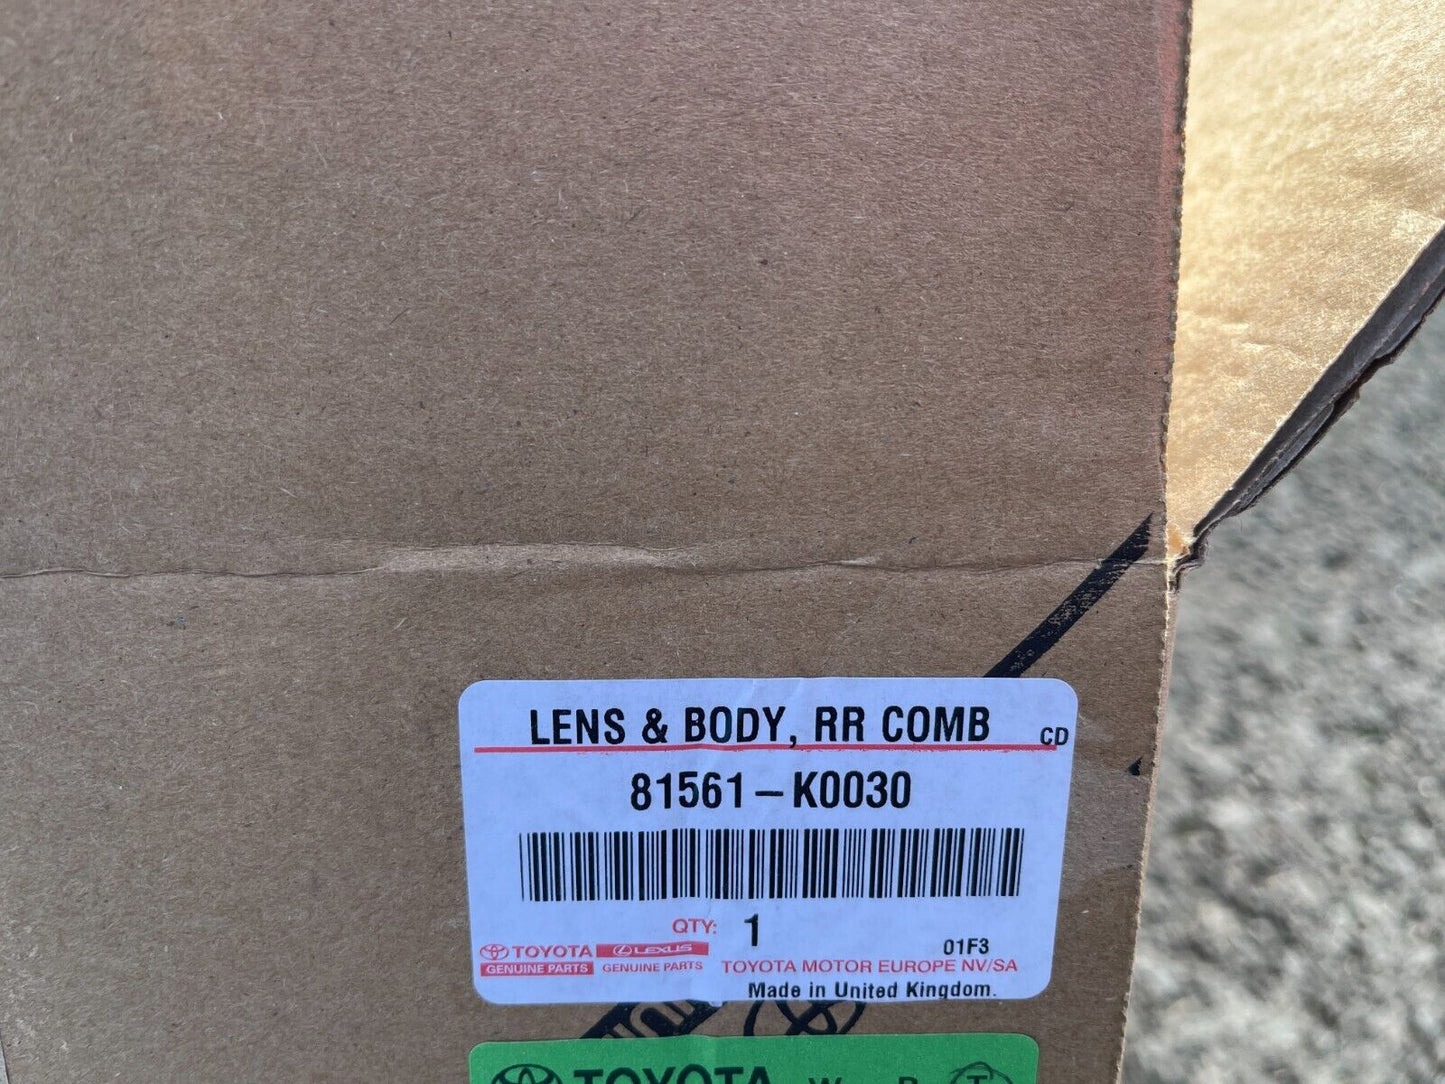 LENS & BODY, RR COMB CD
81561-K0030
QTY: 1
01F3
TOYOTA LEXUS
GENUINE PARTS GENUINE PARTS TOYOTA MOTOR EUROPE NV/SA
Made in United Kingdom.
TOYOTA